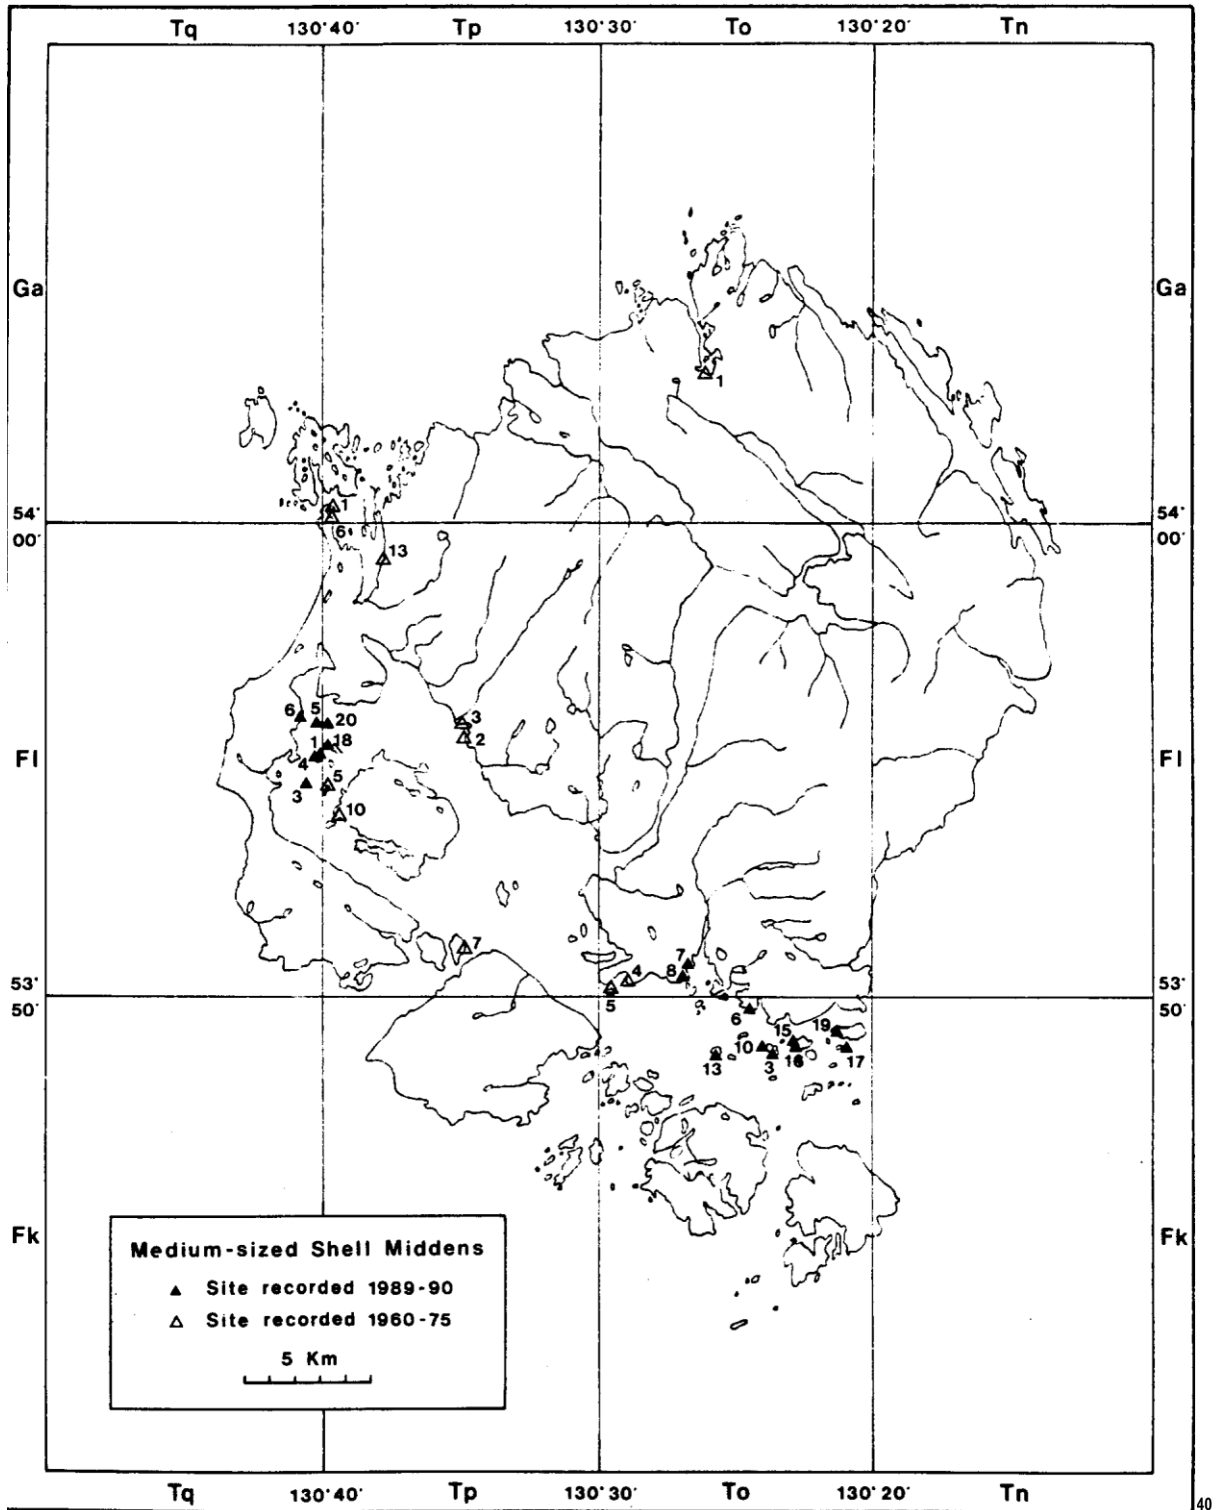 Tq 130°40' Tp 130°30' To 130°20' Tn
Ga Ga
1
1
54° 54°
00' 00'
6
13
6 5 20 3
2
1 18
Fl Fl
4
5
3
10
7 7
4 8
53° 53°
50' 50'
5 6
15 19
10
13 3 16 17
Fk Fk
Medium-sized Shell Middens
Site recorded 1989-90
Site recorded 1960-75
5 Km
Tq 130°40' Tp 130°30' To 130°20' Tn
40